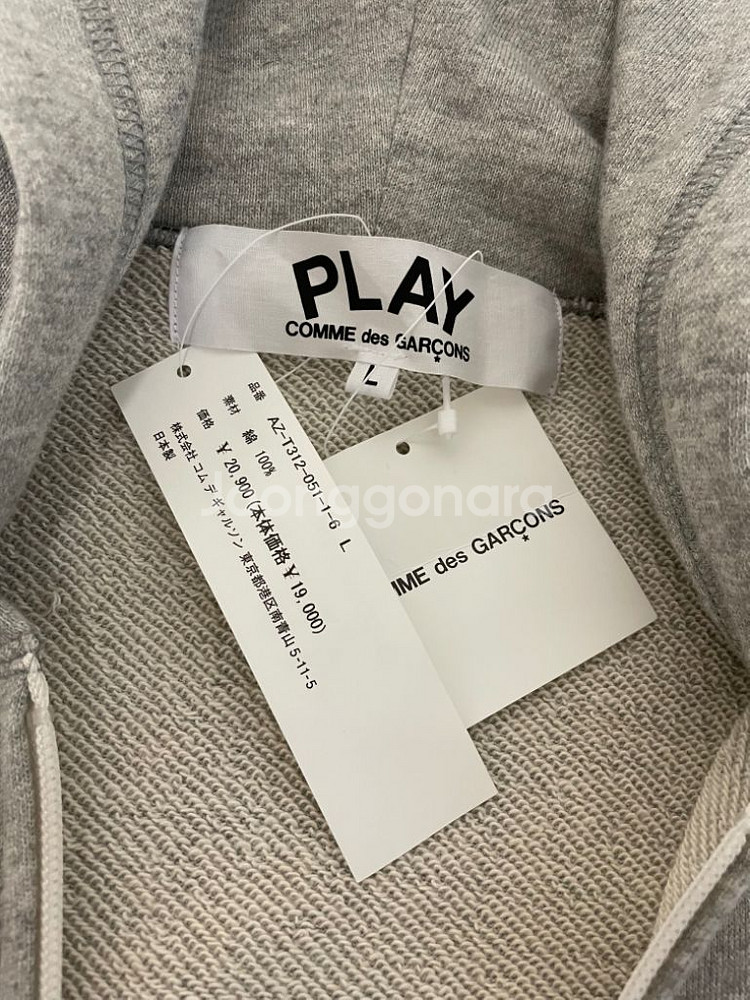 PLAY
COMME des GARÇONS
L
品番 AZ-T312-051-1-6 L
素材 綿 100%
価格 ¥ 20,900 (本体価格 ¥ 19,000)
株式会社 コム デ ギャルソン 東京都港区南青山 5-11-5
日本製
MME des GARÇONS
Joonggonara